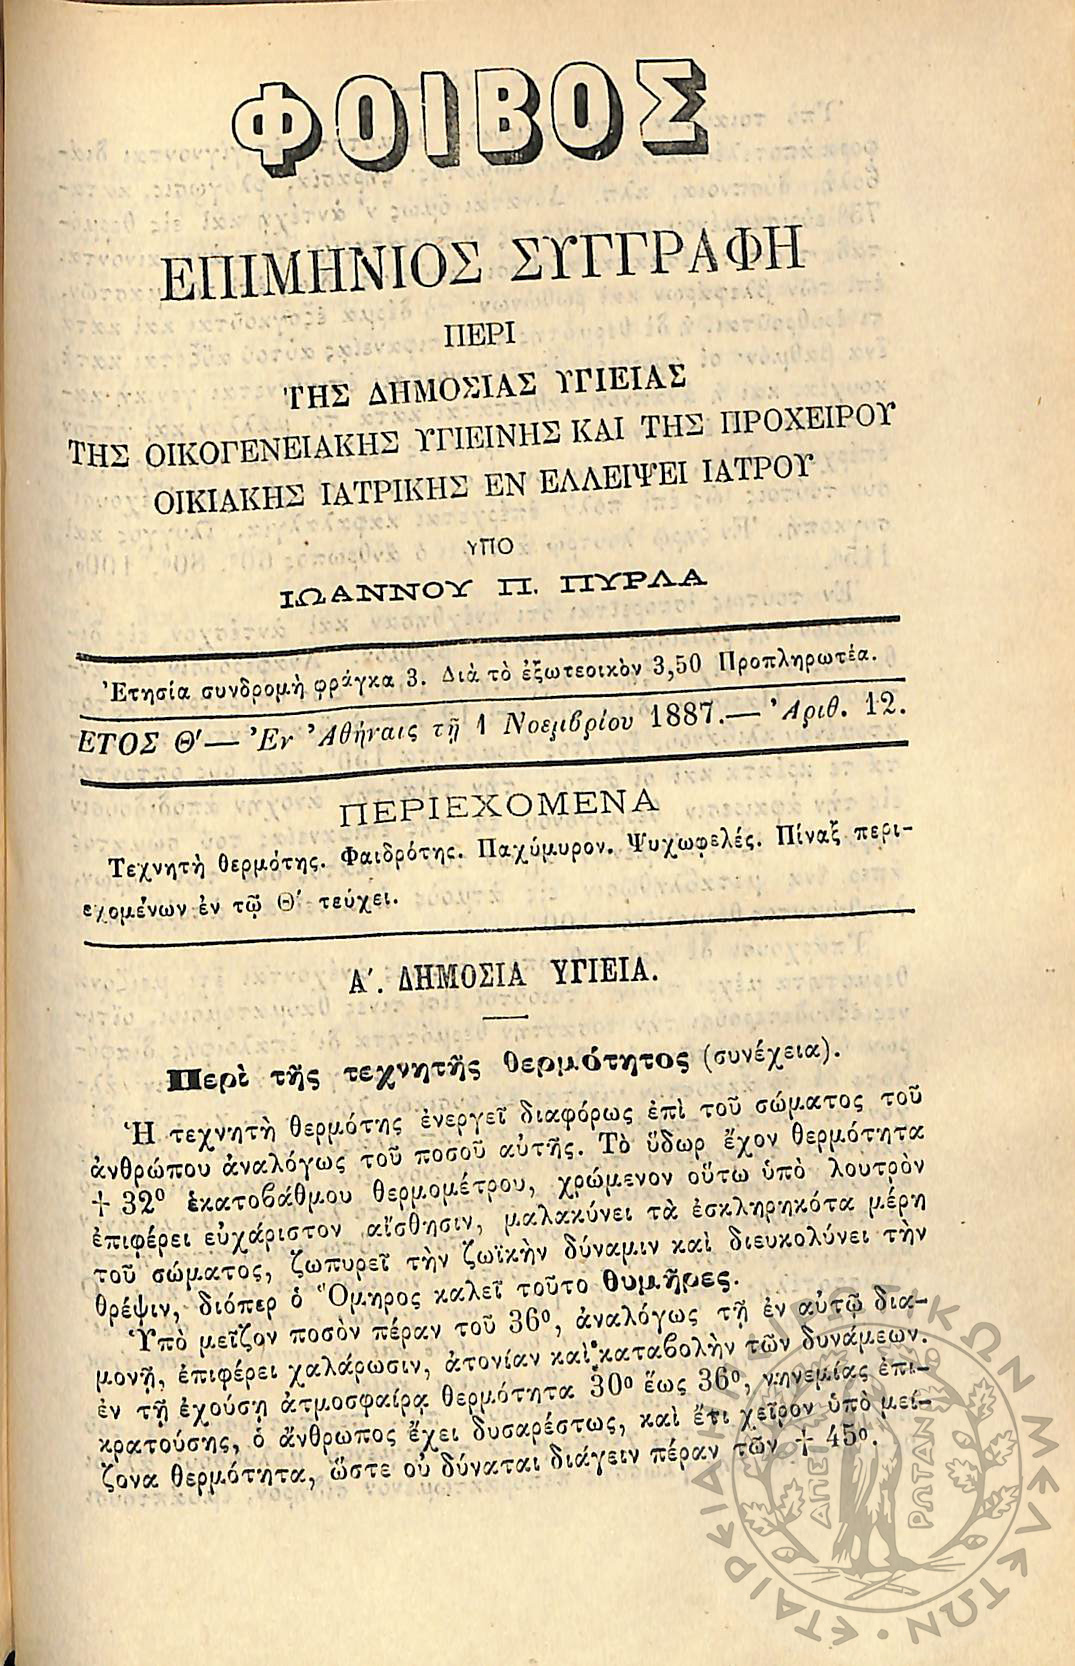 ΦΟΙΒΟΣ
ΕΠΙΜΗΝΙΟΣ ΣΥΓΓΡΑΦΗ
ΠΕΡΙ
ΤΗΣ ΔΗΜΟΣΙΑΣ ΥΓΙΕΙΑΣ
ΤΗΣ ΟΙΚΟΓΕΝΕΙΑΚΗΣ ΥΓΙΕΙΝΗΣ ΚΑΙ ΤΗΣ ΠΡΟΧΕΙΡΟΥ
ΟΙΚΙΑΚΗΣ ΙΑΤΡΙΚΗΣ ΕΝ ΕΛΛΕΙΨΕΙ ΙΑΤΡΟΥ
ΥΠΟ
ΙΩΑΝΝΟΥ Π. ΠΥΡΛΑ
Ἐτησία συνδρομὴ φράγκα 3. Διὰ τὸ ἐξωτεοικὸν 3,50 Προπληρωτέα.
ΕΤΟΣ Θ′— Ἐν Ἀθήναις τῇ 1 Νοεμβρίου 1887.— Ἀριθ. 12.
ΠΕΡΙΕΧΟΜΕΝΑ
Τεχνητὴ θερμότης. Φαιδρότης. Παχύμυρον. Ψυχωφελές. Πίναξ περι-
εχομένων ἐν τῷ Θ′ τεύχει.
Α′. ΔΗΜΟΣΙΑ ΥΓΙΕΙΑ.
Περὶ τῆς τεχνητῆς θερμότητος (συνέχεια).
Ἡ τεχνητὴ θερμότης ἐνεργεῖ διαφόρως ἐπὶ τοῦ σώματος τοῦ
ἀνθρώπου ἀναλόγως τοῦ ποσοῦ αὐτῆς. Τὸ ὕδωρ ἔχον θερμότητα
+ 32° ἑκατοβάθμου θερμομέτρου, χρώμενον οὕτω ὑπὸ λουτρὸν
ἐπιφέρει εὐχάριστον αἴσθησιν, μαλακύνει τὰ ἐσκληρηκότα μέρη
τοῦ σώματος, ζωπυρεῖ τὴν ζωϊκὴν δύναμιν καὶ διευκολύνει τὴν
θρέψιν, διόπερ ὁ Ὅμηρος καλεῖ τοῦτο θυμῆρες.
Ὑπὸ μεῖζον ποσὸν πέραν τοῦ 36°, ἀναλόγως τῇ ἐν αὐτῷ δια-
μονῇ, ἐπιφέρει χαλάρωσιν, ἀτονίαν καὶ καταβολὴν τῶν δυνάμεων.
ἐν τῇ ἐχούσῃ ἀτμοσφαίρᾳ θερμότητα 30° ἕως 36°, νηνεμίας ἐπι-
κρατούσης, ὁ ἄνθρωπος ἔχει δυσαρέστως, καὶ ἔτι χεῖρον ὑπὸ μεί-
ζονα θερμότητα, ὥστε οὐ δύναται διάγειν πέραν τῶν + 45°.
ΕΤΑΙΡΕΙΑ ΗΠΕΙΡΩΤΙΚΩΝ ΜΕΛΕΤΩΝ
ΑΠΕΙ ΡΩΤΑΝ